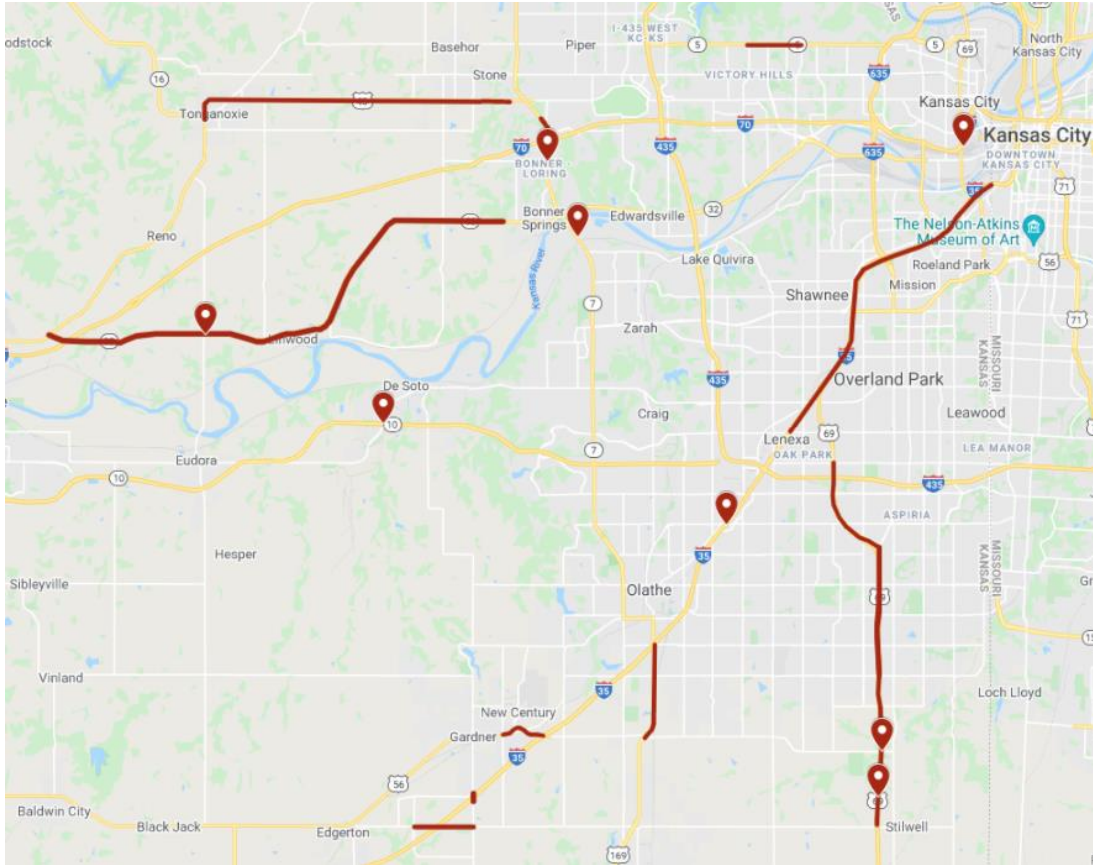 I-435 WEST
KC-KS
North
Kansas City
oodstock
Basehor
Piper
5
5
69
Stone
VICTORY HILLS
635
16
Kansas City
Tonganoxie
70
Kansas City
70
435
635
BONNER
LORING
DOWNTOWN
KANSAS CITY
35
71
Bonner
Springs
Edwardsville
32
The Nelson-Atkins
Museum of Art
Reno
Lake Quivira
Roeland Park
56
Kansas River
Mission
Shawnee
7
71
Zarah
MISSOURI
KANSAS
Overland Park
De Soto
435
Craig
Leawood
10
Lenexa
69
OAK PARK
LEA MANOR
Eudora
7
10
435
ASPIRIA
Hesper
35
MISSOURI
KANSAS
Sibleyville
Olathe
69
Vinland
35
Loch Lloyd
New Century
Gardner
35
56
69
Baldwin City
Black Jack
Edgerton
Stilwell
169